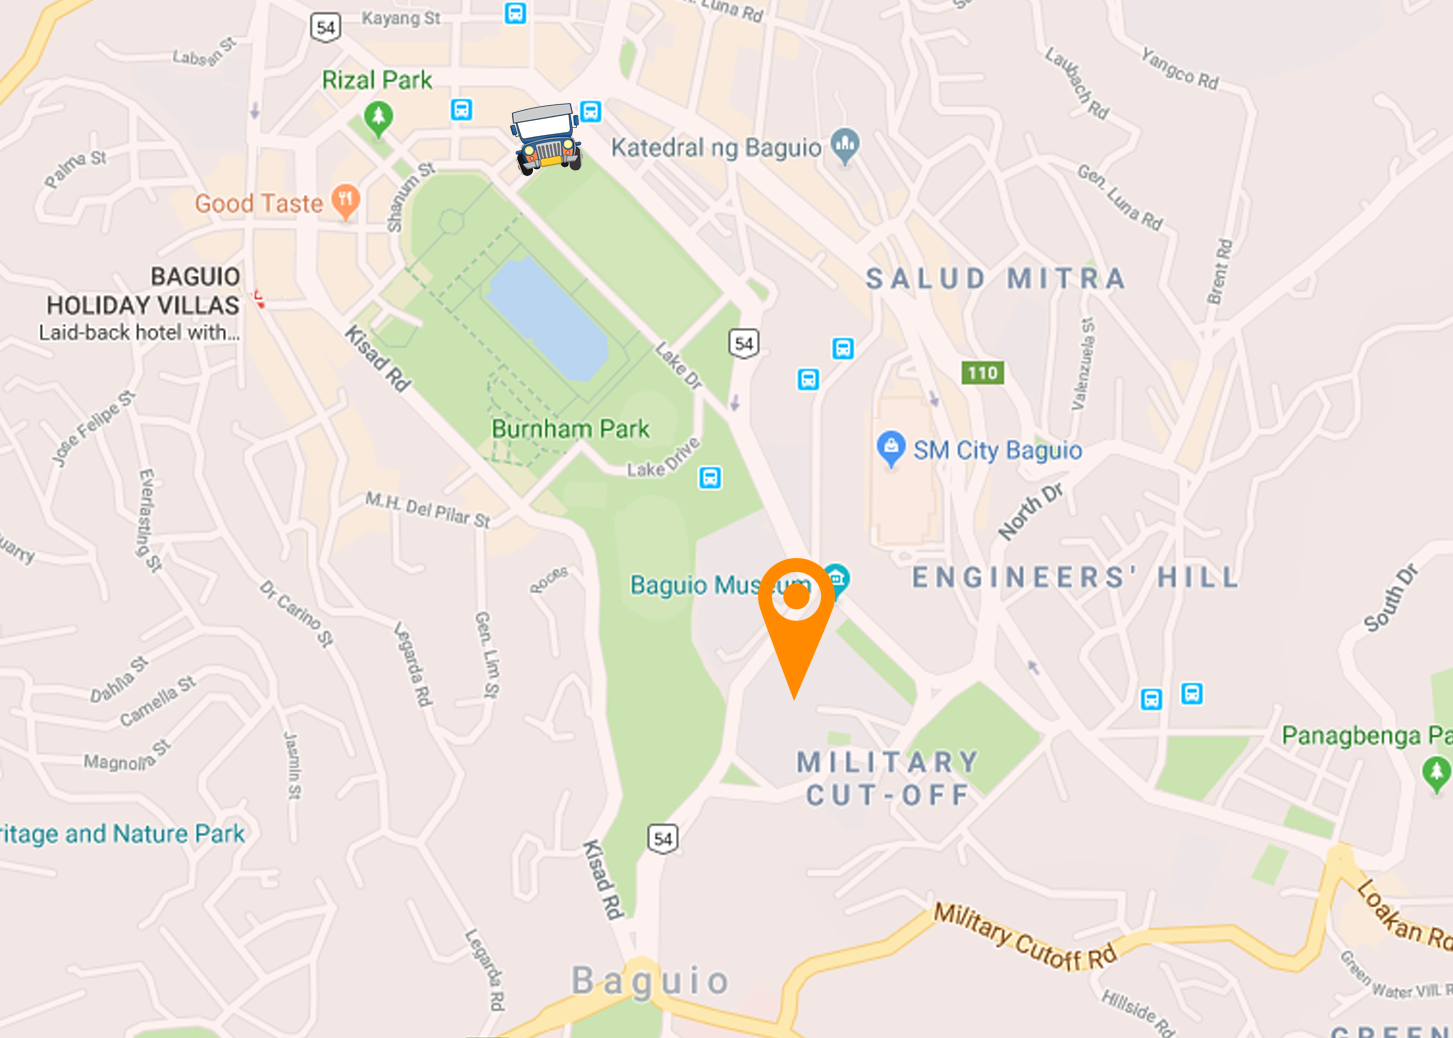 54
Kayang St
. Luna Rd
Labsan St
Yangco Rd
Rizal Park
Laubach Rd
Katedral ng Baguio
Palma St
Shanum St
Gen. Luna Rd
Good Taste
BAGUIO
HOLIDAY VILLAS
Laid-back hotel with...
SALUD MITRA
Brent Rd
Kisad Rd
54
Lake Dr
110
Valenzuela St
Jose Felipe St
Burnham Park
SM City Baguio
Lake Drive
Everlasting St
M.H. Del Pilar St
North Dr
uarry
Baguio Museum
ENGINEERS' HILL
Roces
South Dr
Dr Carino St
Legarda Rd
Gen. Lim St
Dahlia St
Camella St
Magnolia St
Jasmin St
MILITARY
CUT-OFF
Panagbenga Pa
ritage and Nature Park
54
Kisad Rd
Military Cutoff Rd
Loakan Rd
Legarda Rd
Baguio
Green Water Vill. R
Hillside Rd
GREEN